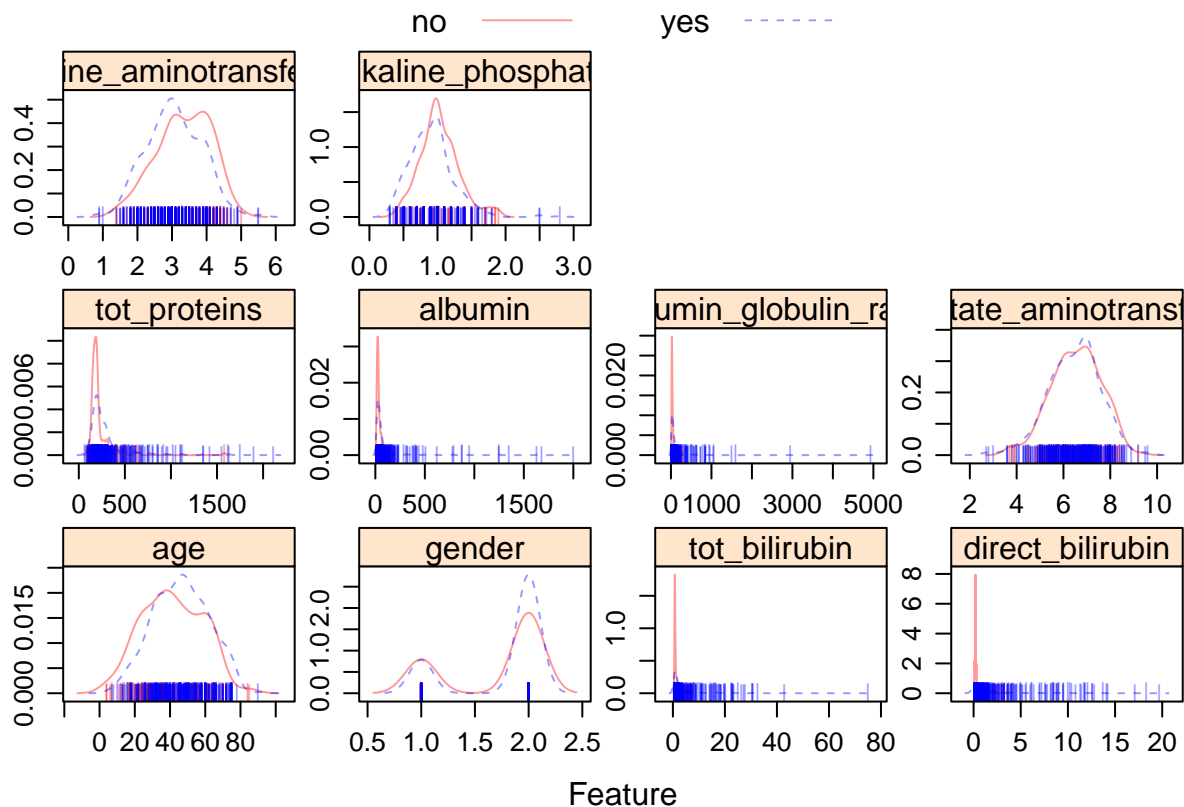 no yes
ine_aminotransfe
0.0 0.2 0.4
0 1 2 3 4 5 6
kaline_phosphat
0.0 1.0
0.0 1.0 2.0 3.0
tot_proteins
0.000 0.006
0 500 1500
albumin
0.00 0.02
0 500 1500
umin_globulin_ra
0.000 0.020
0 1000 3000 5000
tate_aminotransf
0.0 0.2
2 4 6 8 10
age
0.000 0.015
0 20 40 60 80
gender
0.0 1.0 2.0
0.5 1.0 1.5 2.0 2.5
tot_bilirubin
0.0 1.0
0 20 40 60 80
direct_bilirubin
0 2 4 6 8
0 5 10 15 20
Feature